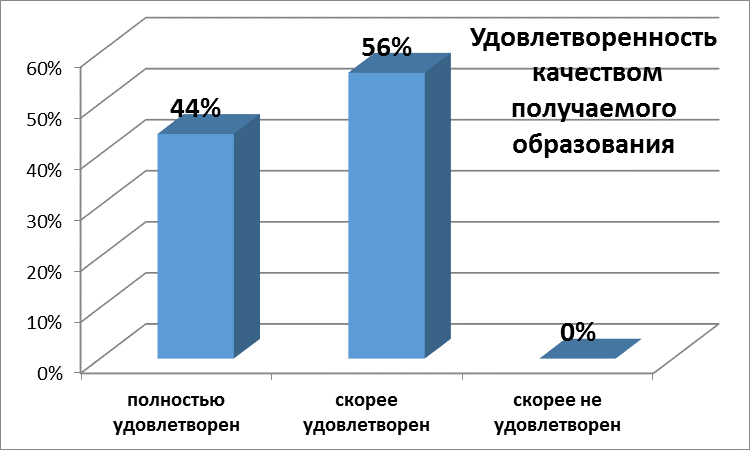 Удовлетворенность
качеством
получаемого
образования
60%
50%
40%
30%
20%
10%
0%
44%
56%
0%
полностью
удовлетворен
скорее
удовлетворен
скорее не
удовлетворен